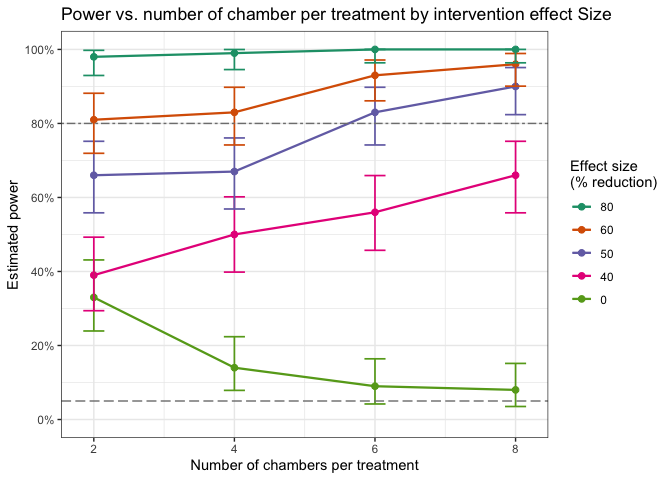 Power vs. number of chamber per treatment by intervention effect Size
100%
80%
60%
40%
20%
0%
Estimated power
2 4 6 8
Number of chambers per treatment
Effect size
(% reduction)
80
60
50
40
0